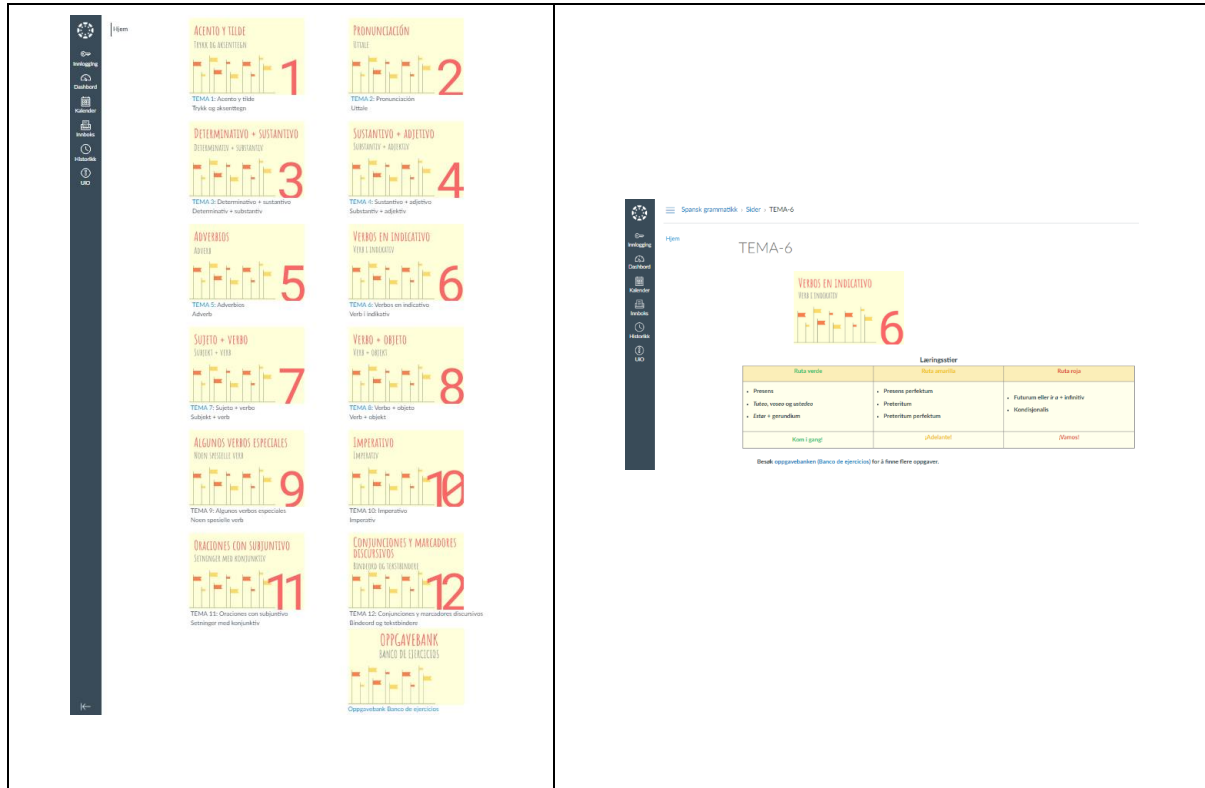 Hjem
Innlogging
Dashbord
Kalender
Innboks
Historikk
UIO
ACENTO Y TILDE
TRYKK OG AKSENTTEGN
1
TEMA 1: Acento y tilde
Trykk og aksenttegn
PRONUNCIACIÓN
UTTALE
2
TEMA 2: Pronunciación
Uttale
DETERMINATIVO + SUSTANTIVO
DETERMINATIV + SUBSTANTIV
3
TEMA 3: Determinativo + sustantivo
Determinativ + substantiv
SUSTANTIVO + ADJETIVO
SUBSTANTIV + ADJEKTIV
4
TEMA 4: Sustantivo + adjetivo
Substantiv + adjektiv
ADVERBIOS
ADVERB
5
TEMA 5: Adverbios
Adverb
VERBOS EN INDICATIVO
VERB I INDIKATIV
6
TEMA 6: Verbos en indicativo
Verb i indikativ
SUJETO + VERBO
SUBJEKT + VERB
7
TEMA 7: Sujeto + verbo
Subjekt + verb
VERBO + OBJETO
VERB + OBJEKT
8
TEMA 8: Verbo + objeto
Verb + objekt
ALGUNOS VERBOS ESPECIALES
NOEN SPESIELLE VERB
9
TEMA 9: Algunos verbos especiales
Noen spesielle verb
IMPERATIVO
IMPERATIV
10
TEMA 10: Imperativo
Imperativ
ORACIONES CON SUBJUNTIVO
SETNINGER MED KONJUNKTIV
11
TEMA 11: Oraciones con subjuntivo
Setninger med konjunktiv
CONJUNCIONES Y MARCADORES
DISCURSIVOS
BINDEORD OG TEKSTBINDERE
12
TEMA 12: Conjunciones y marcadores discursivos
Bindeord og tekstbindere
OPPGAVEBANK
BANCO DE EJERCICIOS
Oppgavebank Banco de ejercicios
Spansk grammatikk > Sider > TEMA-6
Innlogging
Dashbord
Kalender
Innboks
Historikk
UIO
Hjem
TEMA-6
VERBOS EN INDICATIVO
VERB I INDIKATIV
6
Læringsstier
Ruta verde Ruta amarilla Ruta roja
Presens
Tuteo, voseo og ustedeo
Estar + gerundium
Presens perfektum
Preteritum
Preteritum perfektum
Futurum eller ir a + infinitiv
Kondisjonalis
Kom i gang! ¡Adelante! ¡Vamos!
Besøk oppgavebanken (Banco de ejercicios) for å finne flere oppgaver.